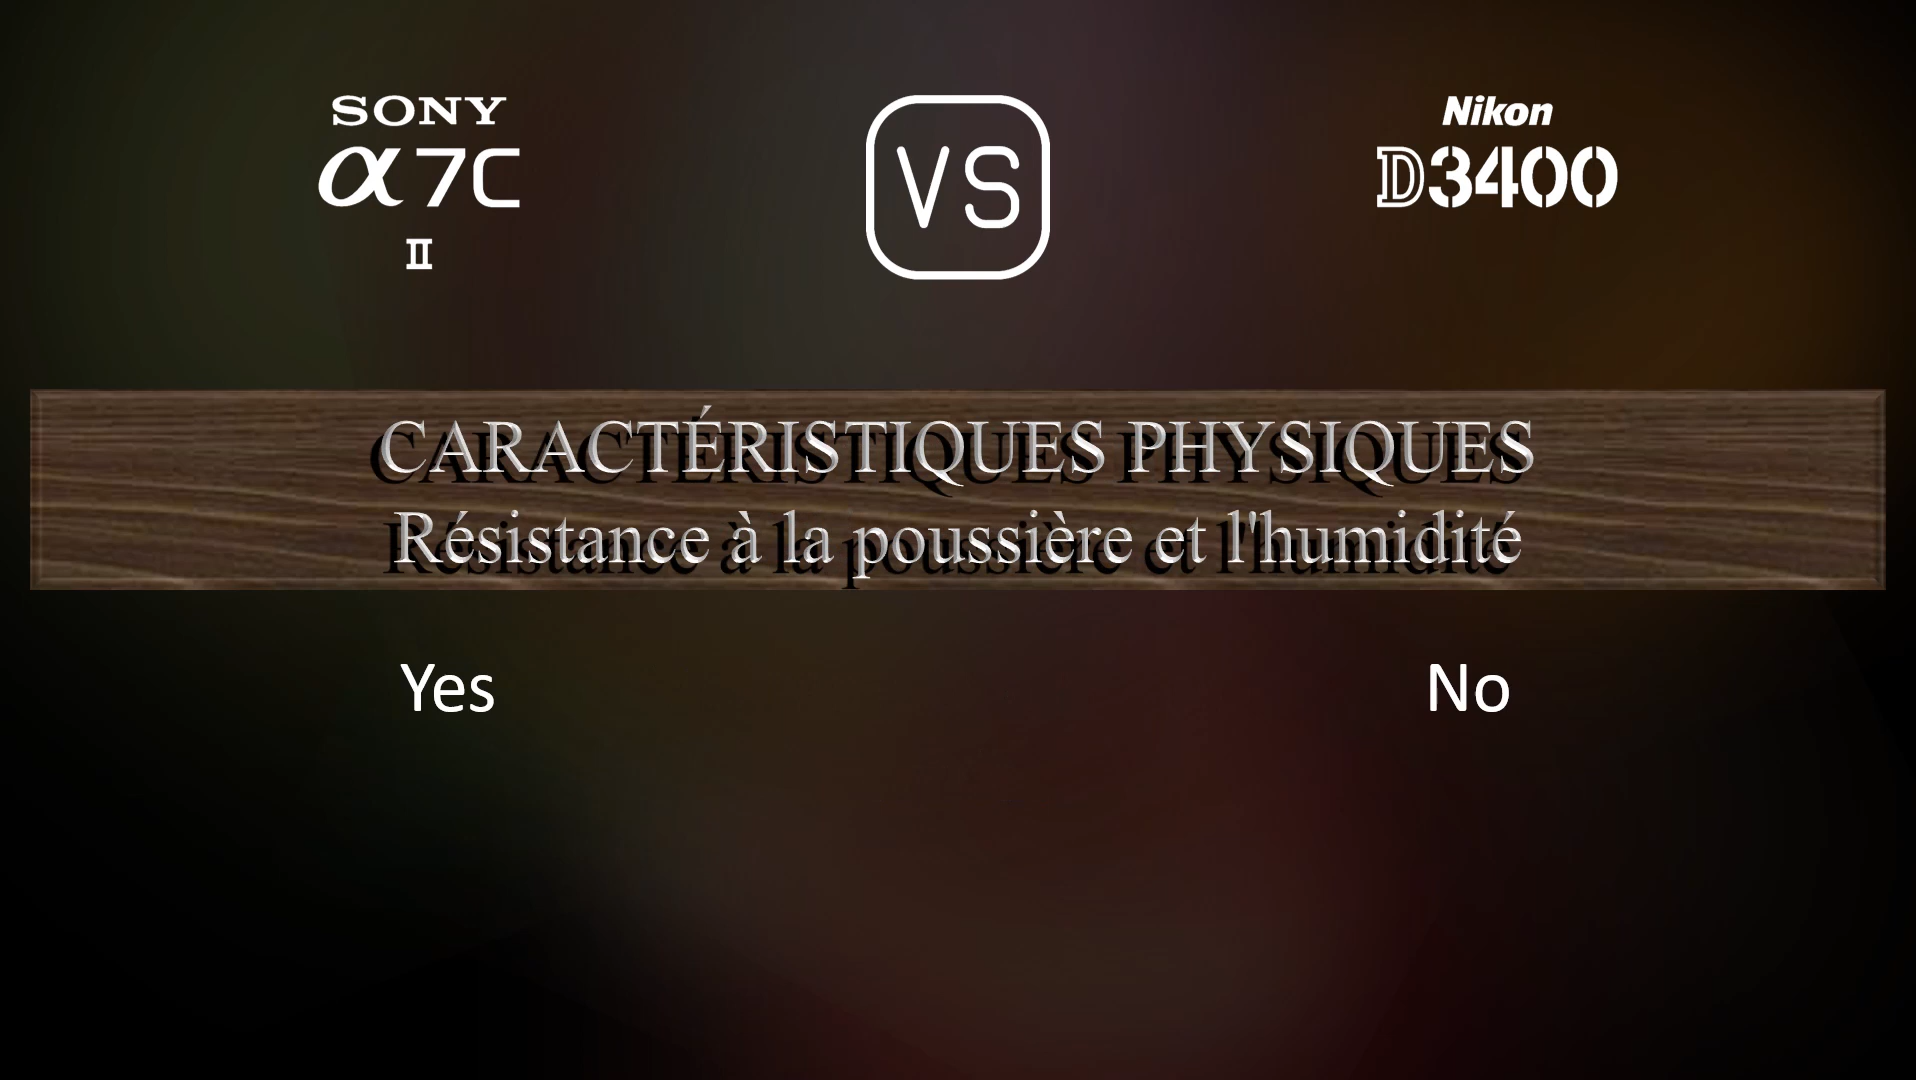 SONY
α7C
II
VS
Nikon
D3400
CARACTÉRISTIQUES PHYSIQUES
Résistance à la poussière et l'humidité
Yes
No